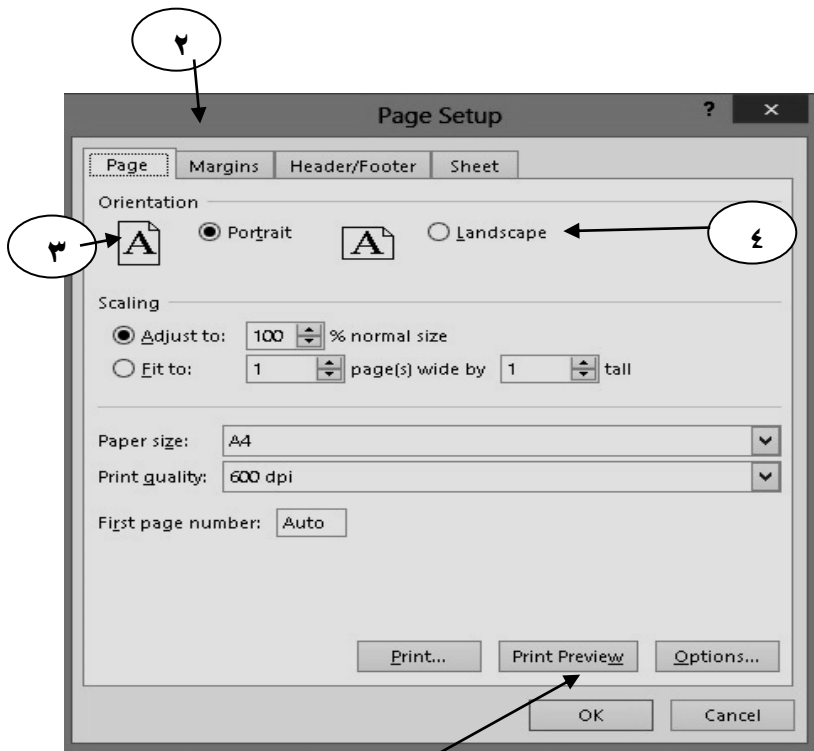 ٢
Page Setup ? ×
Page Margins Header/Footer Sheet
Orientation
٣ A Portrait A Landscape ٤
Scaling
Adjust to: 100 % normal size
Fit to: 1 page(s) wide by 1 tall
Paper size: A4
Print quality: 600 dpi
First page number: Auto
Print... Print Preview Options...
OK Cancel